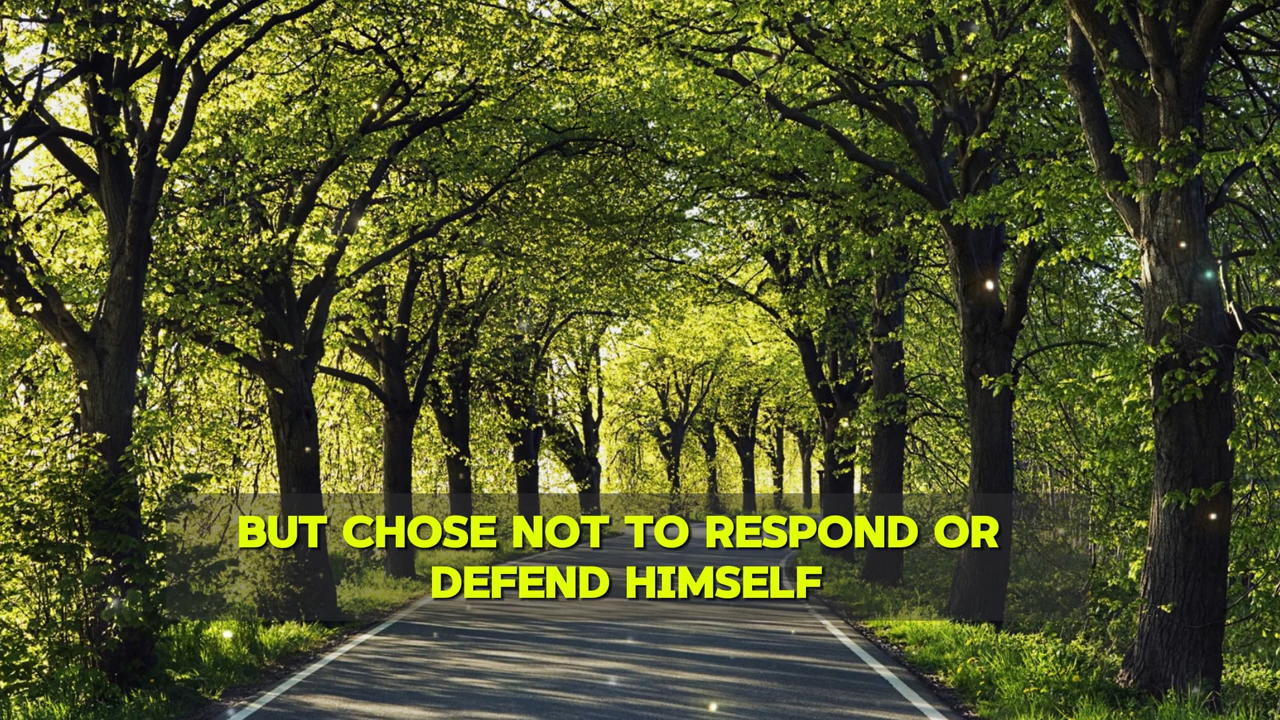 BUT CHOSE NOT TO RESPOND OR
DEFEND HIMSELF